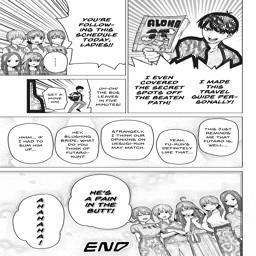 ALOHA
I MADE
THIS
TRAVEL
GUIDE PER-
SONALLY!
I EVEN
COVERED
THE SECRET
SPOTS OFF
THE BEATEN
PATH!
YOU'RE
FOLLOW-
ING THIS
SCHEDULE
TODAY,
LADIES!!
UH-OH!
THE BUS
LEAVES
IN FIVE
MINUTES!
GET A
MOVE
ON!
THIS JUST
REMINDS
ME THAT
FUTARO IS,
WELL...
YEAH,
FU-KUN'S
DEFINITELY
LIKE
THAT...
STRANGELY,
I THINK
OUR
OPINIONS ON
UESUGI-KUN
MAY MATCH.
HEY,
BLUSHING
BRIDE, WHAT
DO YOU
THINK OF
FUTARO-
KUN?
HMM... IF
I HAD TO
SUM HIM
UP...
HE'S
A PAIN
IN THE
BUTT!
AHAHAHA!
END